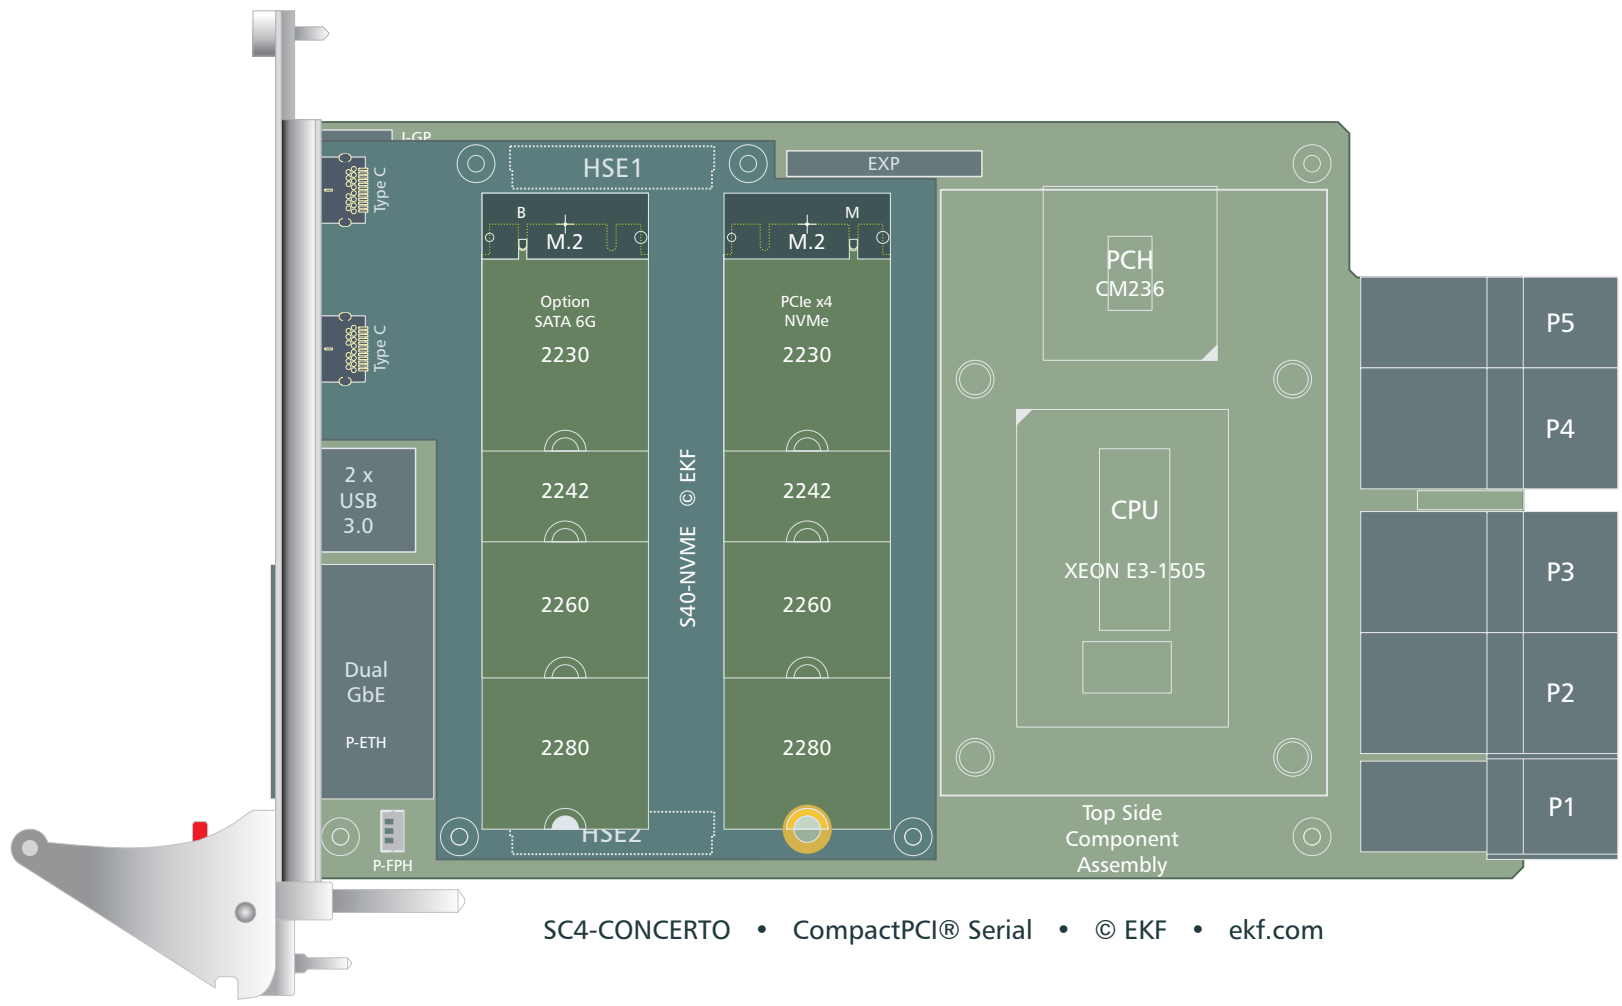 J-GP
HSE1
EXP
Type C
B
M.2
M
M.2
Option
SATA 6G
2230
PCIe x4
NVMe
2230
PCH
CM236
Type C
P5
P4
2 x
USB
3.0
2242
S40-NVME © EKF
2242
CPU
XEON E3-1505
P3
2260
2260
Dual
GbE
P-ETH
P2
2280
2280
P1
HSE2
P-FPH
Top Side
Component
Assembly
SC4-CONCERTO • CompactPCI® Serial • © EKF • ekf.com